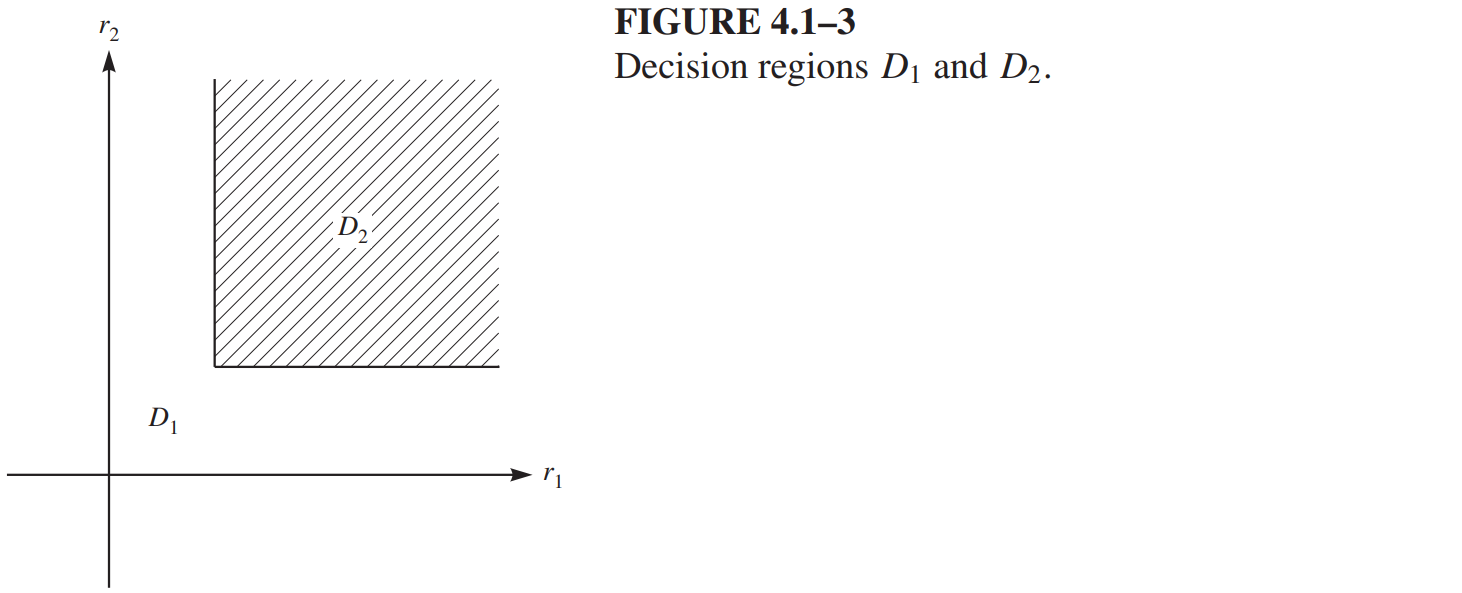 r₂
FIGURE 4.1–3
Decision regions D₁ and D₂.
D₂
D₁
r₁